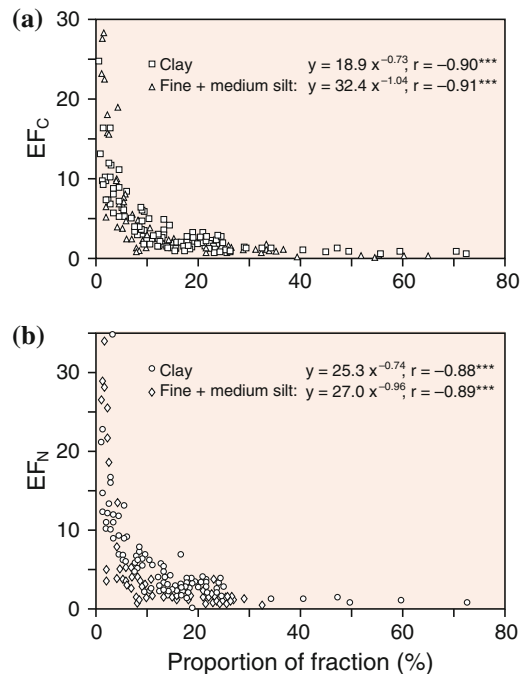 (a)
30
20
10
0
EF_C
Clay y = 18.9 x^−0.73; r = −0.90***
Fine + medium silt: y = 32.4 x^−1.04; r = −0.91***
0 20 40 60 80
(b)
30
20
10
0
EF_N
Clay y = 25.3 x^−0.74, r = −0.88***
Fine + medium silt: y = 27.0 x^−0.96, r = −0.89***
0 20 40 60 80
Proportion of fraction (%)